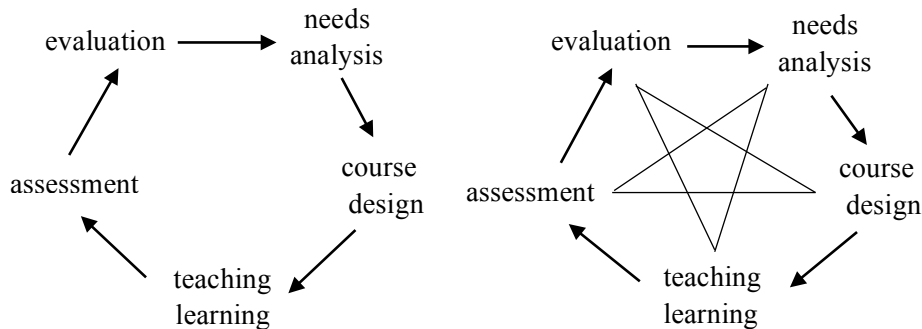 evaluation
needs
analysis
course
design
teaching
learning
assessment
evaluation
needs
analysis
course
design
teaching
learning
assessment